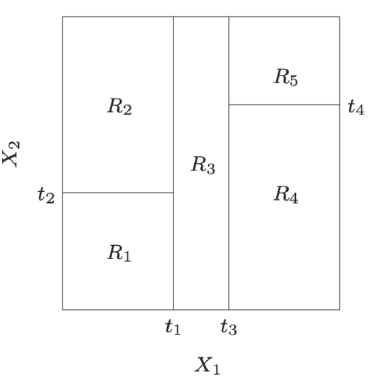 R₅
R₂
t₄
X₂
R₃
t₂
R₄
R₁
t₁ t₃
X₁